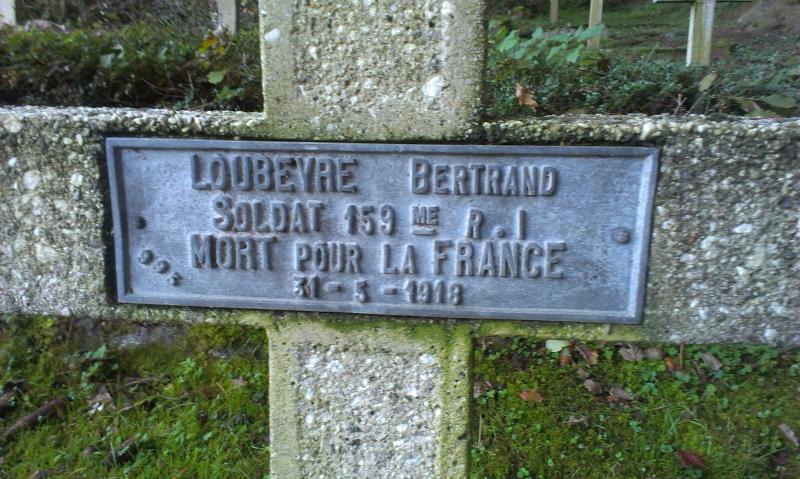 LOUBEYRE BERTRAND
SOLDAT 159 ME R.I
MORT POUR LA FRANCE
31-5-1918